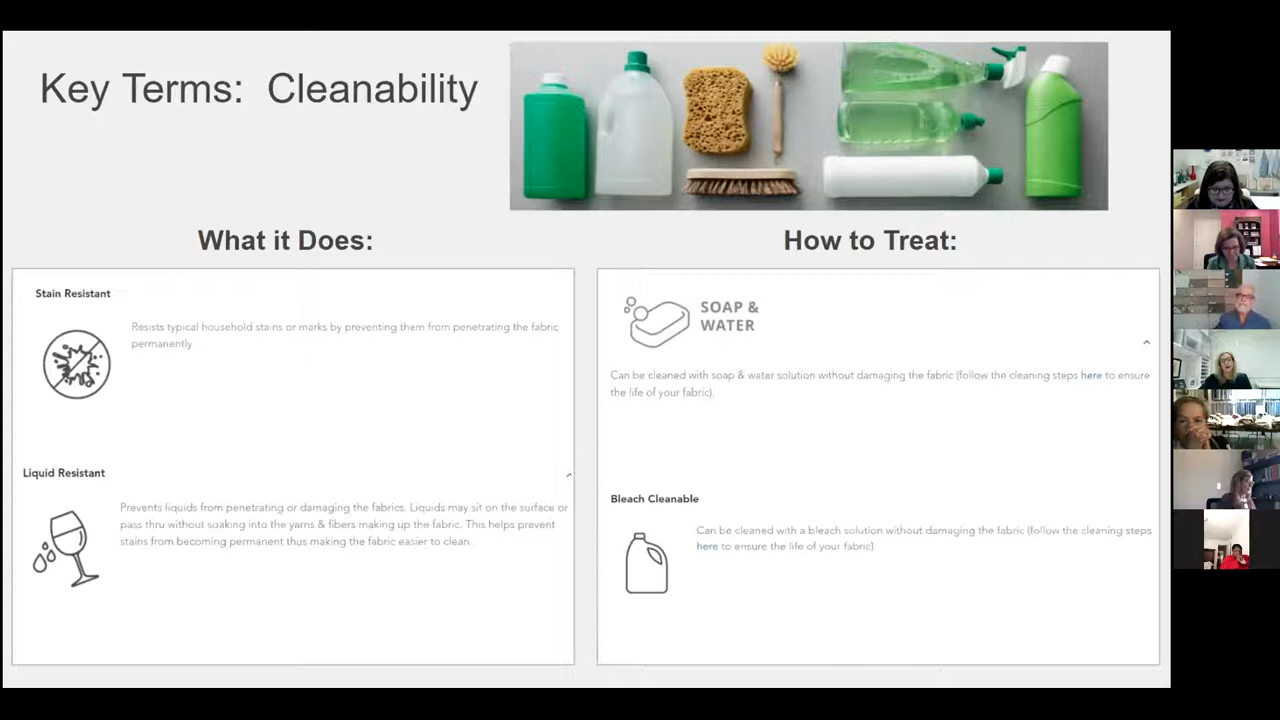 Key Terms: Cleanability
What it Does:
Stain Resistant
Resists typical household stains or marks by preventing them from penetrating the fabric
permanently
Liquid Resistant
Prevents liquids from penetrating or damaging the fabrics. Liquids may sit on the surface or
pass thru without soaking into the yarns & fibers making up the fabric. This helps prevent
stains from becoming permanent thus making the fabric easier to clean.
How to Treat:
SOAP &
WATER
Can be cleaned with soap & water solution without damaging the fabric (follow the cleaning steps here to ensure
the life of your fabric).
Bleach Cleanable
Can be cleaned with a bleach solution without damaging the fabric (follow the cleaning steps
here to ensure the life of your fabric)